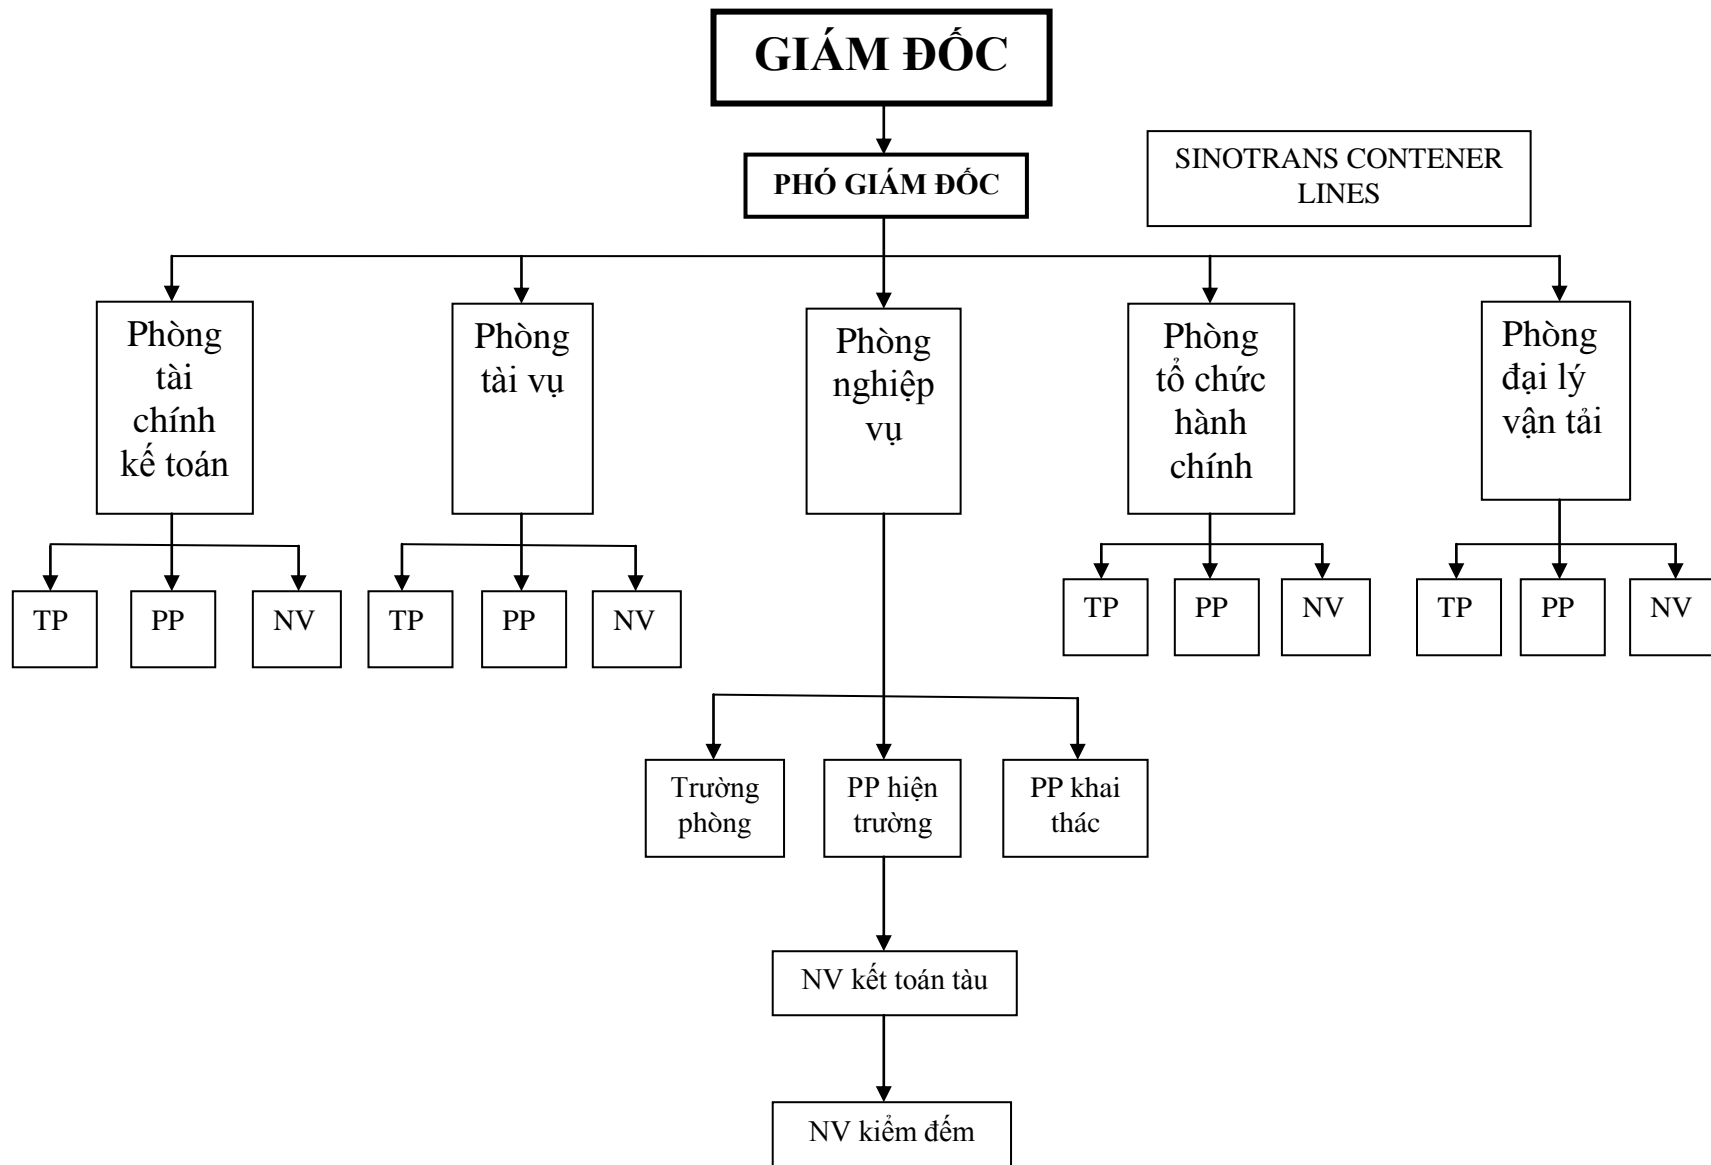 GIÁM ĐỐC
PHÓ GIÁM ĐỐC
SINOTRANS CONTENER
LINES
Phòng
tài
chính
kế toán
Phòng
tài vụ
Phòng
nghiệp
vụ
Phòng
tổ chức
hành
chính
Phòng
đại lý
vận tải
TP
PP
NV
TP
PP
NV
TP
PP
NV
TP
PP
NV
Trường
phòng
PP hiện
trường
PP khai
thác
NV kết toán tàu
NV kiểm đếm